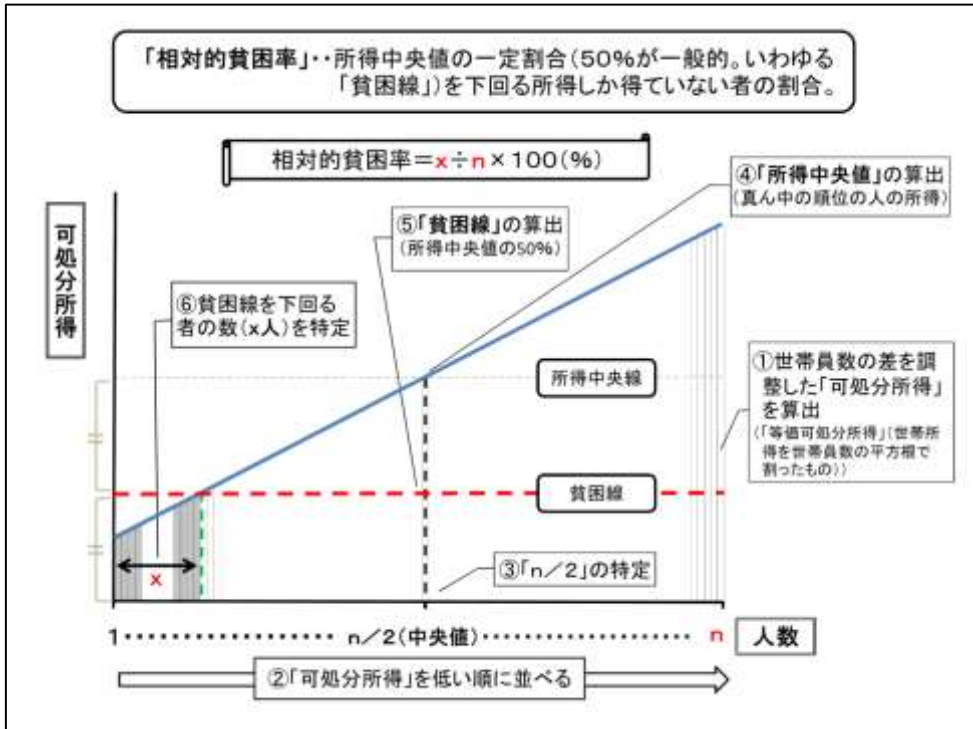 「相対的貧困率」・・所得中央値の一定割合(50%が一般的。いわゆる
「貧困線」)を下回る所得しか得ていない者の割合。
相対的貧困率=x÷n×100(%)
④「所得中央値」の算出
(真ん中の順位の人の所得)
⑤「貧困線」の算出
(所得中央値の50%)
可処分所得
⑥貧困線を下回る
者の数(x人)を特定
所得中央線
①世帯員数の差を調
整した「可処分所得」
を算出
(「等価可処分所得」(世帯所
得を世帯員数の平方根で
割ったもの))
貧困線
x
③「n/2」の特定
1・・・・・・・・・・・・・・・・・・n/2(中央値)・・・・・・・・・・・・・・・・・・n
人数
②「可処分所得」を低い順に並べる